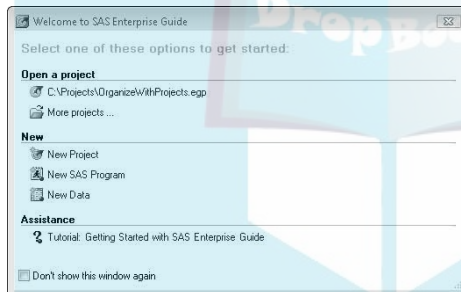 Welcome to SAS Enterprise Guide
Select one of these options to get started:
Open a project
C:\Projects\OrganizeWithProjects.egp
More projects ...
New
New Project
New SAS Program
New Data
Assistance
Tutorial: Getting Started with SAS Enterprise Guide
Don't show this window again